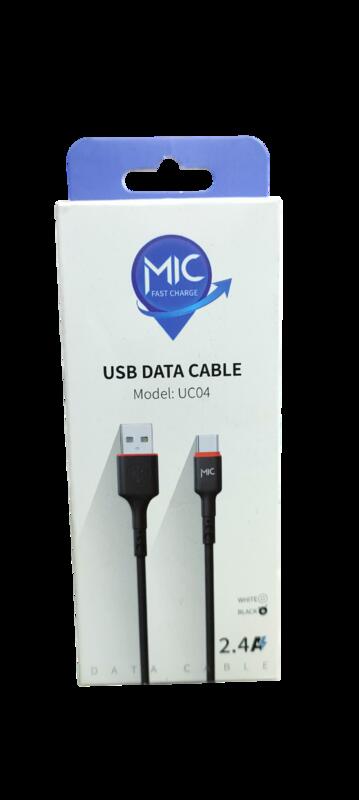 MIC
FAST CHARGE
USB DATA CABLE
Model: UC04
MIC
WHITE
BLACK
2.4A
DATA CABLE